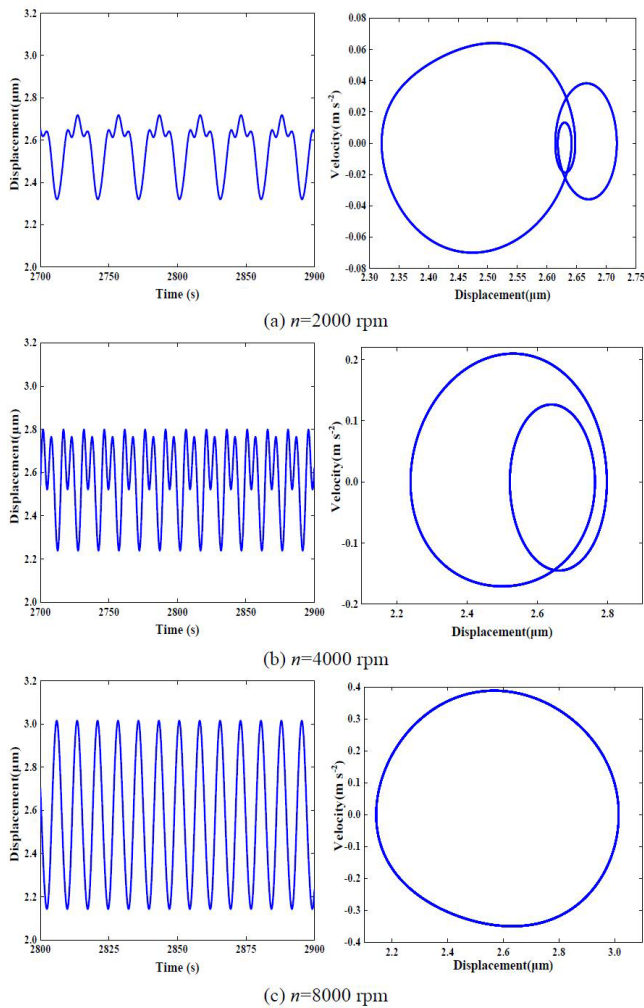 3.2
3.0
2.8
2.6
2.4
2.2
2.0
Displacement(μm)
2700 2750 2800 2850 2900
Time (s)
0.08
0.06
0.04
0.02
0.00
-0.02
-0.04
-0.06
-0.08
Velocity(m s⁻²)
2.30 2.35 2.40 2.45 2.50 2.55 2.60 2.65 2.70 2.75
Displacement(μm)
(a) n=2000 rpm
3.2
3.0
2.8
2.6
2.4
2.2
2.0
Displacement(μm)
2700 2750 2800 2850 2900
Time (s)
0.2
0.1
0.0
-0.1
-0.2
Velocity(m s⁻²)
2.2 2.4 2.6 2.8
Displacement(μm)
(b) n=4000 rpm
3.2
3.0
2.8
2.6
2.4
2.2
2.0
Displacement(μm)
2800 2825 2850 2875 2900
Time (s)
0.4
0.3
0.2
0.1
0.0
-0.1
-0.2
-0.3
-0.4
Velocity(m s⁻²)
2.2 2.4 2.6 2.8 3.0
Displacement(μm)
(c) n=8000 rpm